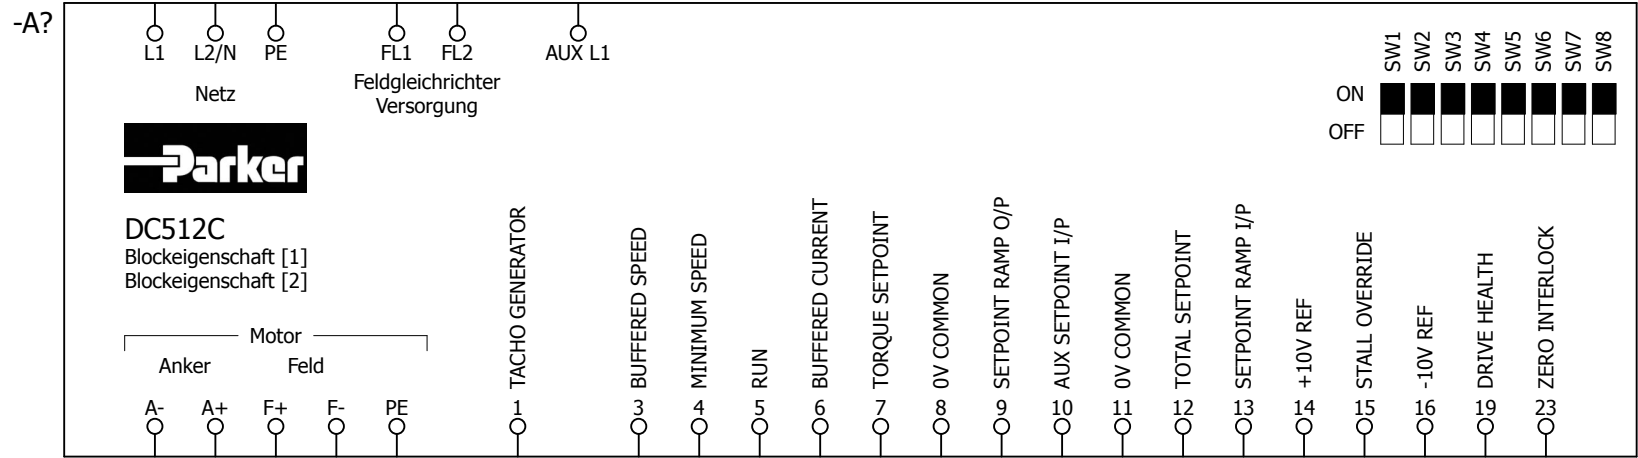 -A?
L1 L2/N PE FL1 FL2 AUX L1
Netz
Feldgleichrichter
Versorgung
SW1 SW2 SW3 SW4 SW5 SW6 SW7 SW8
ON
OFF
Parker
DC512C
Blockeigenschaft [1]
Blockeigenschaft [2]
Motor
Anker Feld
A- A+ F+ F- PE
1 TACHO GENERATOR
3 BUFFERED SPEED
4 MINIMUM SPEED
5 RUN
6 BUFFERED CURRENT
7 TORQUE SETPOINT
8 0V COMMON
9 SETPOINT RAMP O/P
10 AUX SETPOINT I/P
11 0V COMMON
12 TOTAL SETPOINT
13 SETPOINT RAMP I/P
14 +10V REF
15 STALL OVERRIDE
16 -10V REF
19 DRIVE HEALTH
23 ZERO INTERLOCK